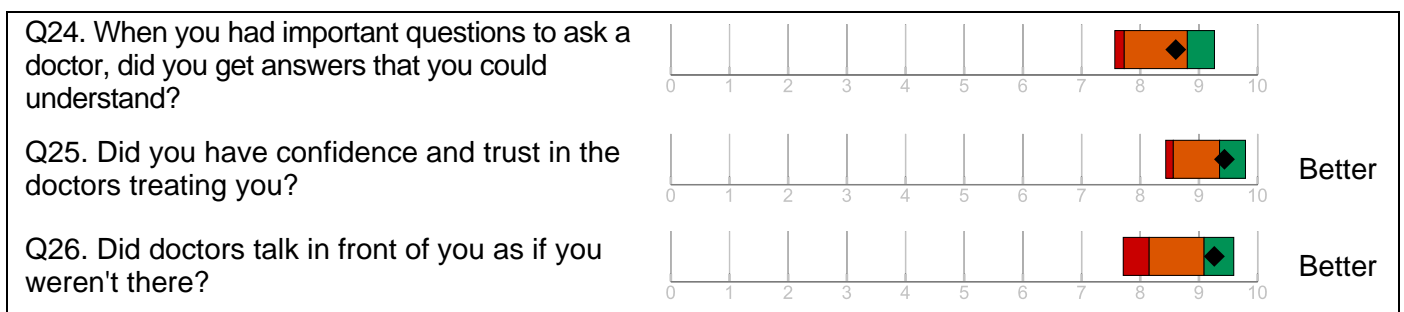 Q24. When you had important questions to ask a
doctor, did you get answers that you could
understand?
0 1 2 3 4 5 6 7 8 9 10
Q25. Did you have confidence and trust in the
doctors treating you?
Better
0 1 2 3 4 5 6 7 8 9 10
Q26. Did doctors talk in front of you as if you
weren't there?
Better
0 1 2 3 4 5 6 7 8 9 10